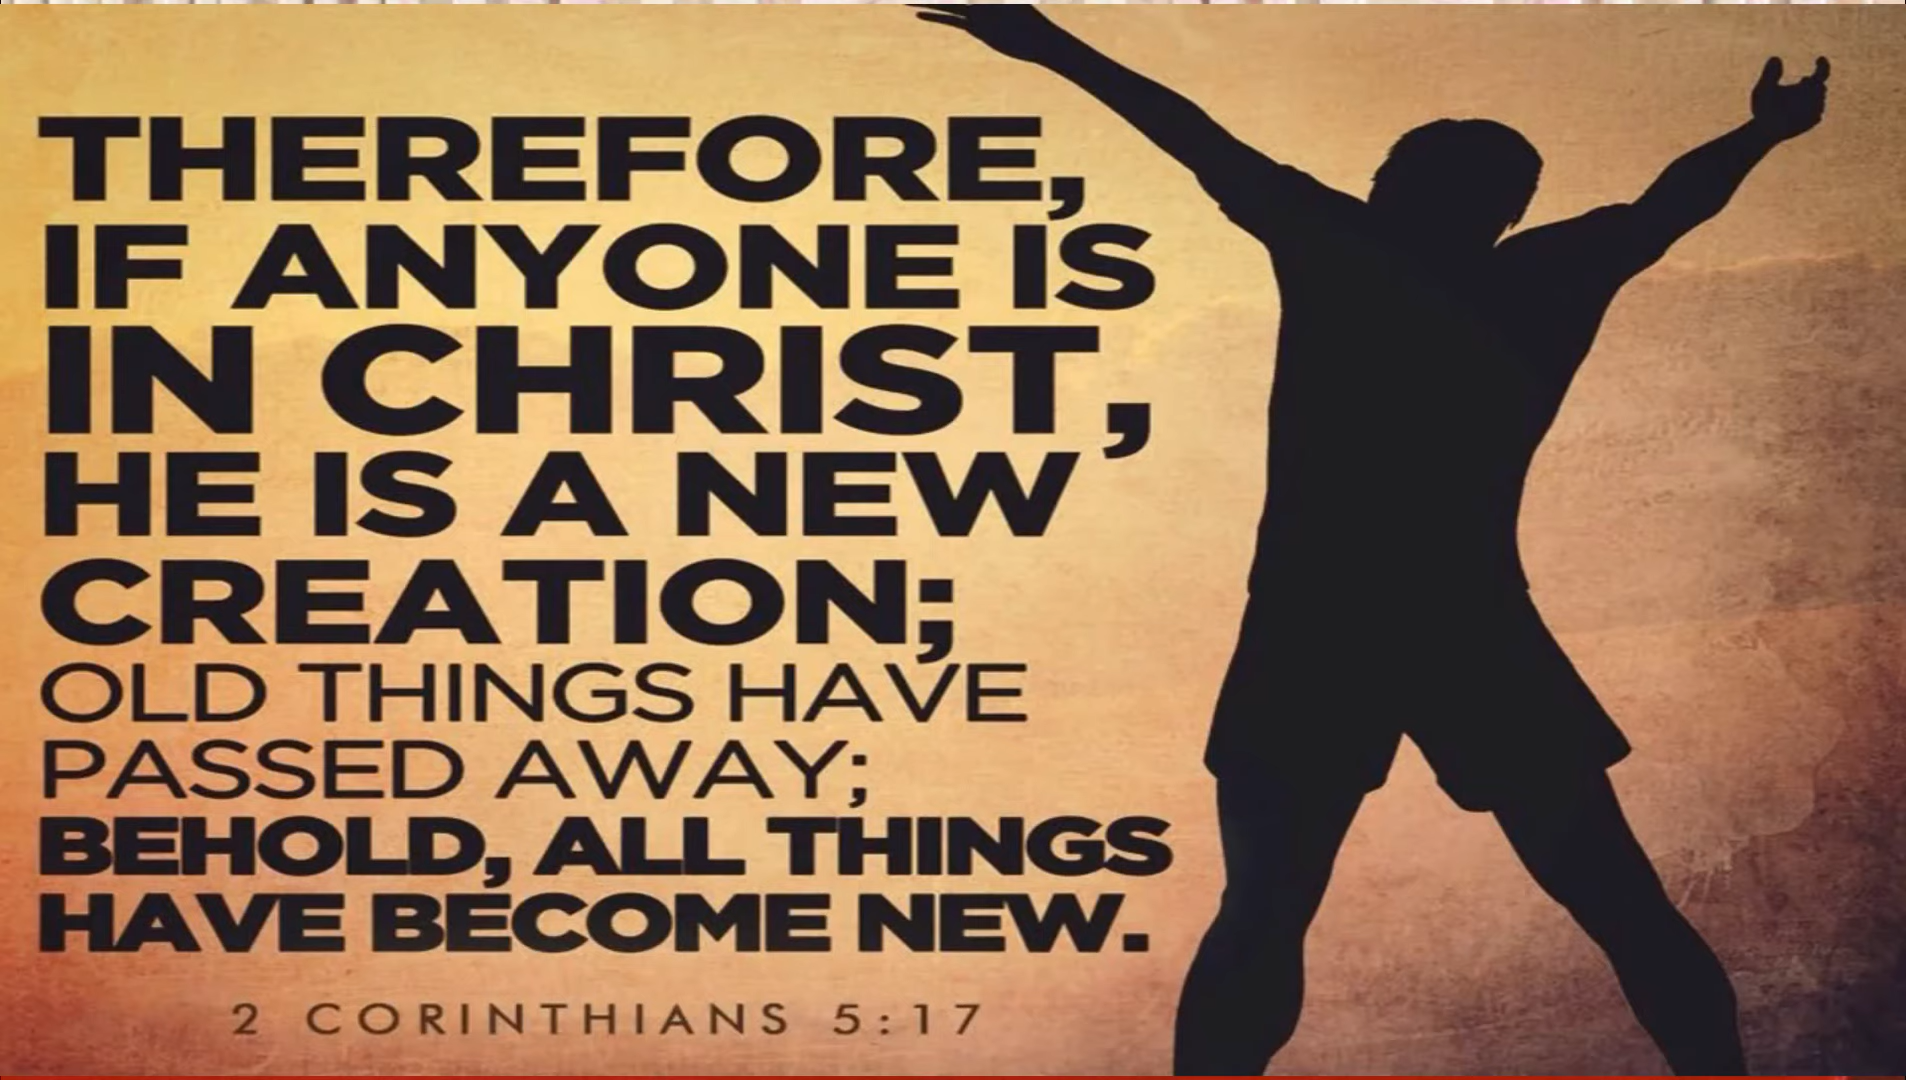 THEREFORE,
IF ANYONE IS
IN CHRIST,
HE IS A NEW
CREATION;
OLD THINGS HAVE
PASSED AWAY;
BEHOLD, ALL THINGS
HAVE BECOME NEW.
2 CORINTHIANS 5:17